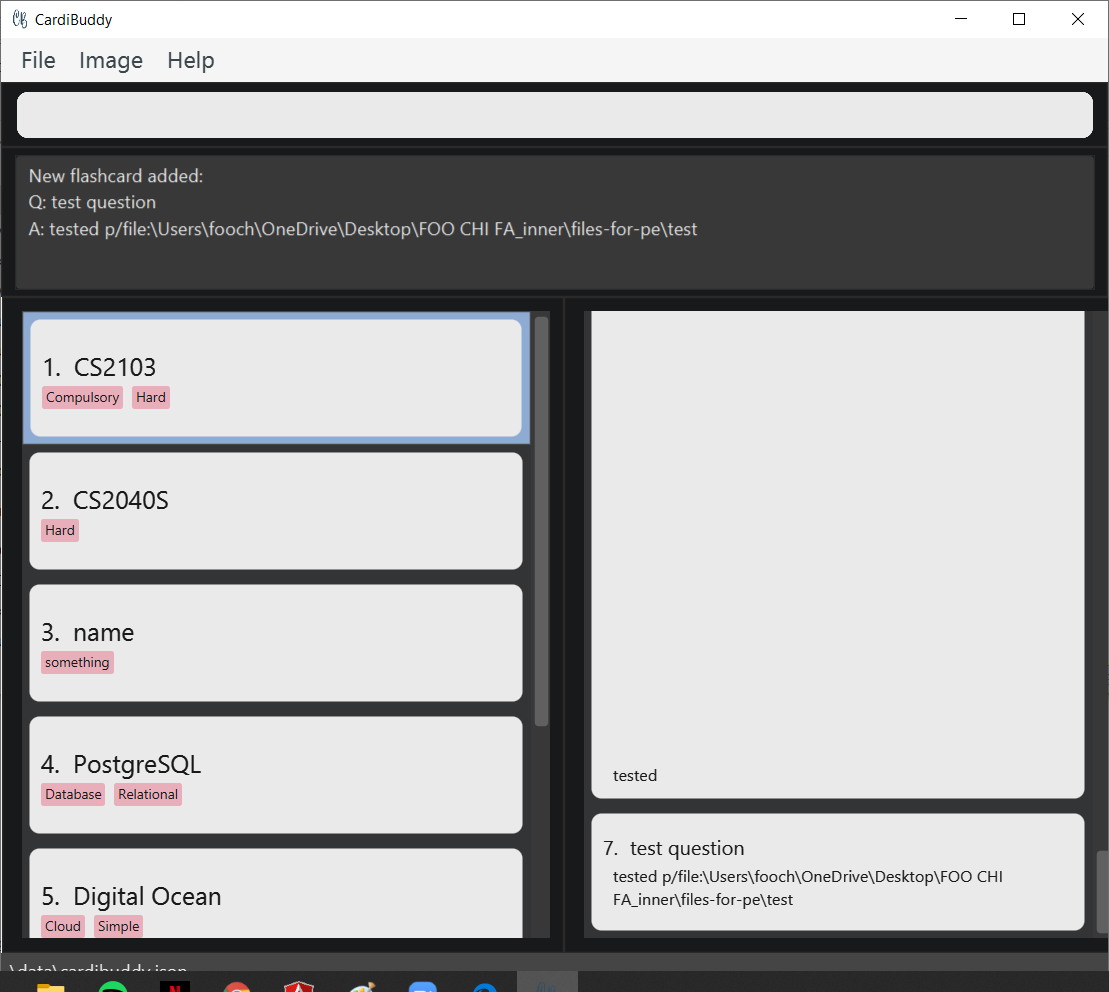 CardiBuddy
File Image Help
New flashcard added:
Q: test question
A: tested p/file:\Users\fooch\OneDrive\Desktop\FOO CHI FA_inner\files-for-pe\test
1. CS2103
Compulsory Hard
2. CS2040S
Hard
3. name
something
4. PostgreSQL
Database Relational
5. Digital Ocean
Cloud Simple
tested
7. test question
tested p/file:\Users\fooch\OneDrive\Desktop\FOO CHI
FA_inner\files-for-pe\test
.\data\cardibuddy.json